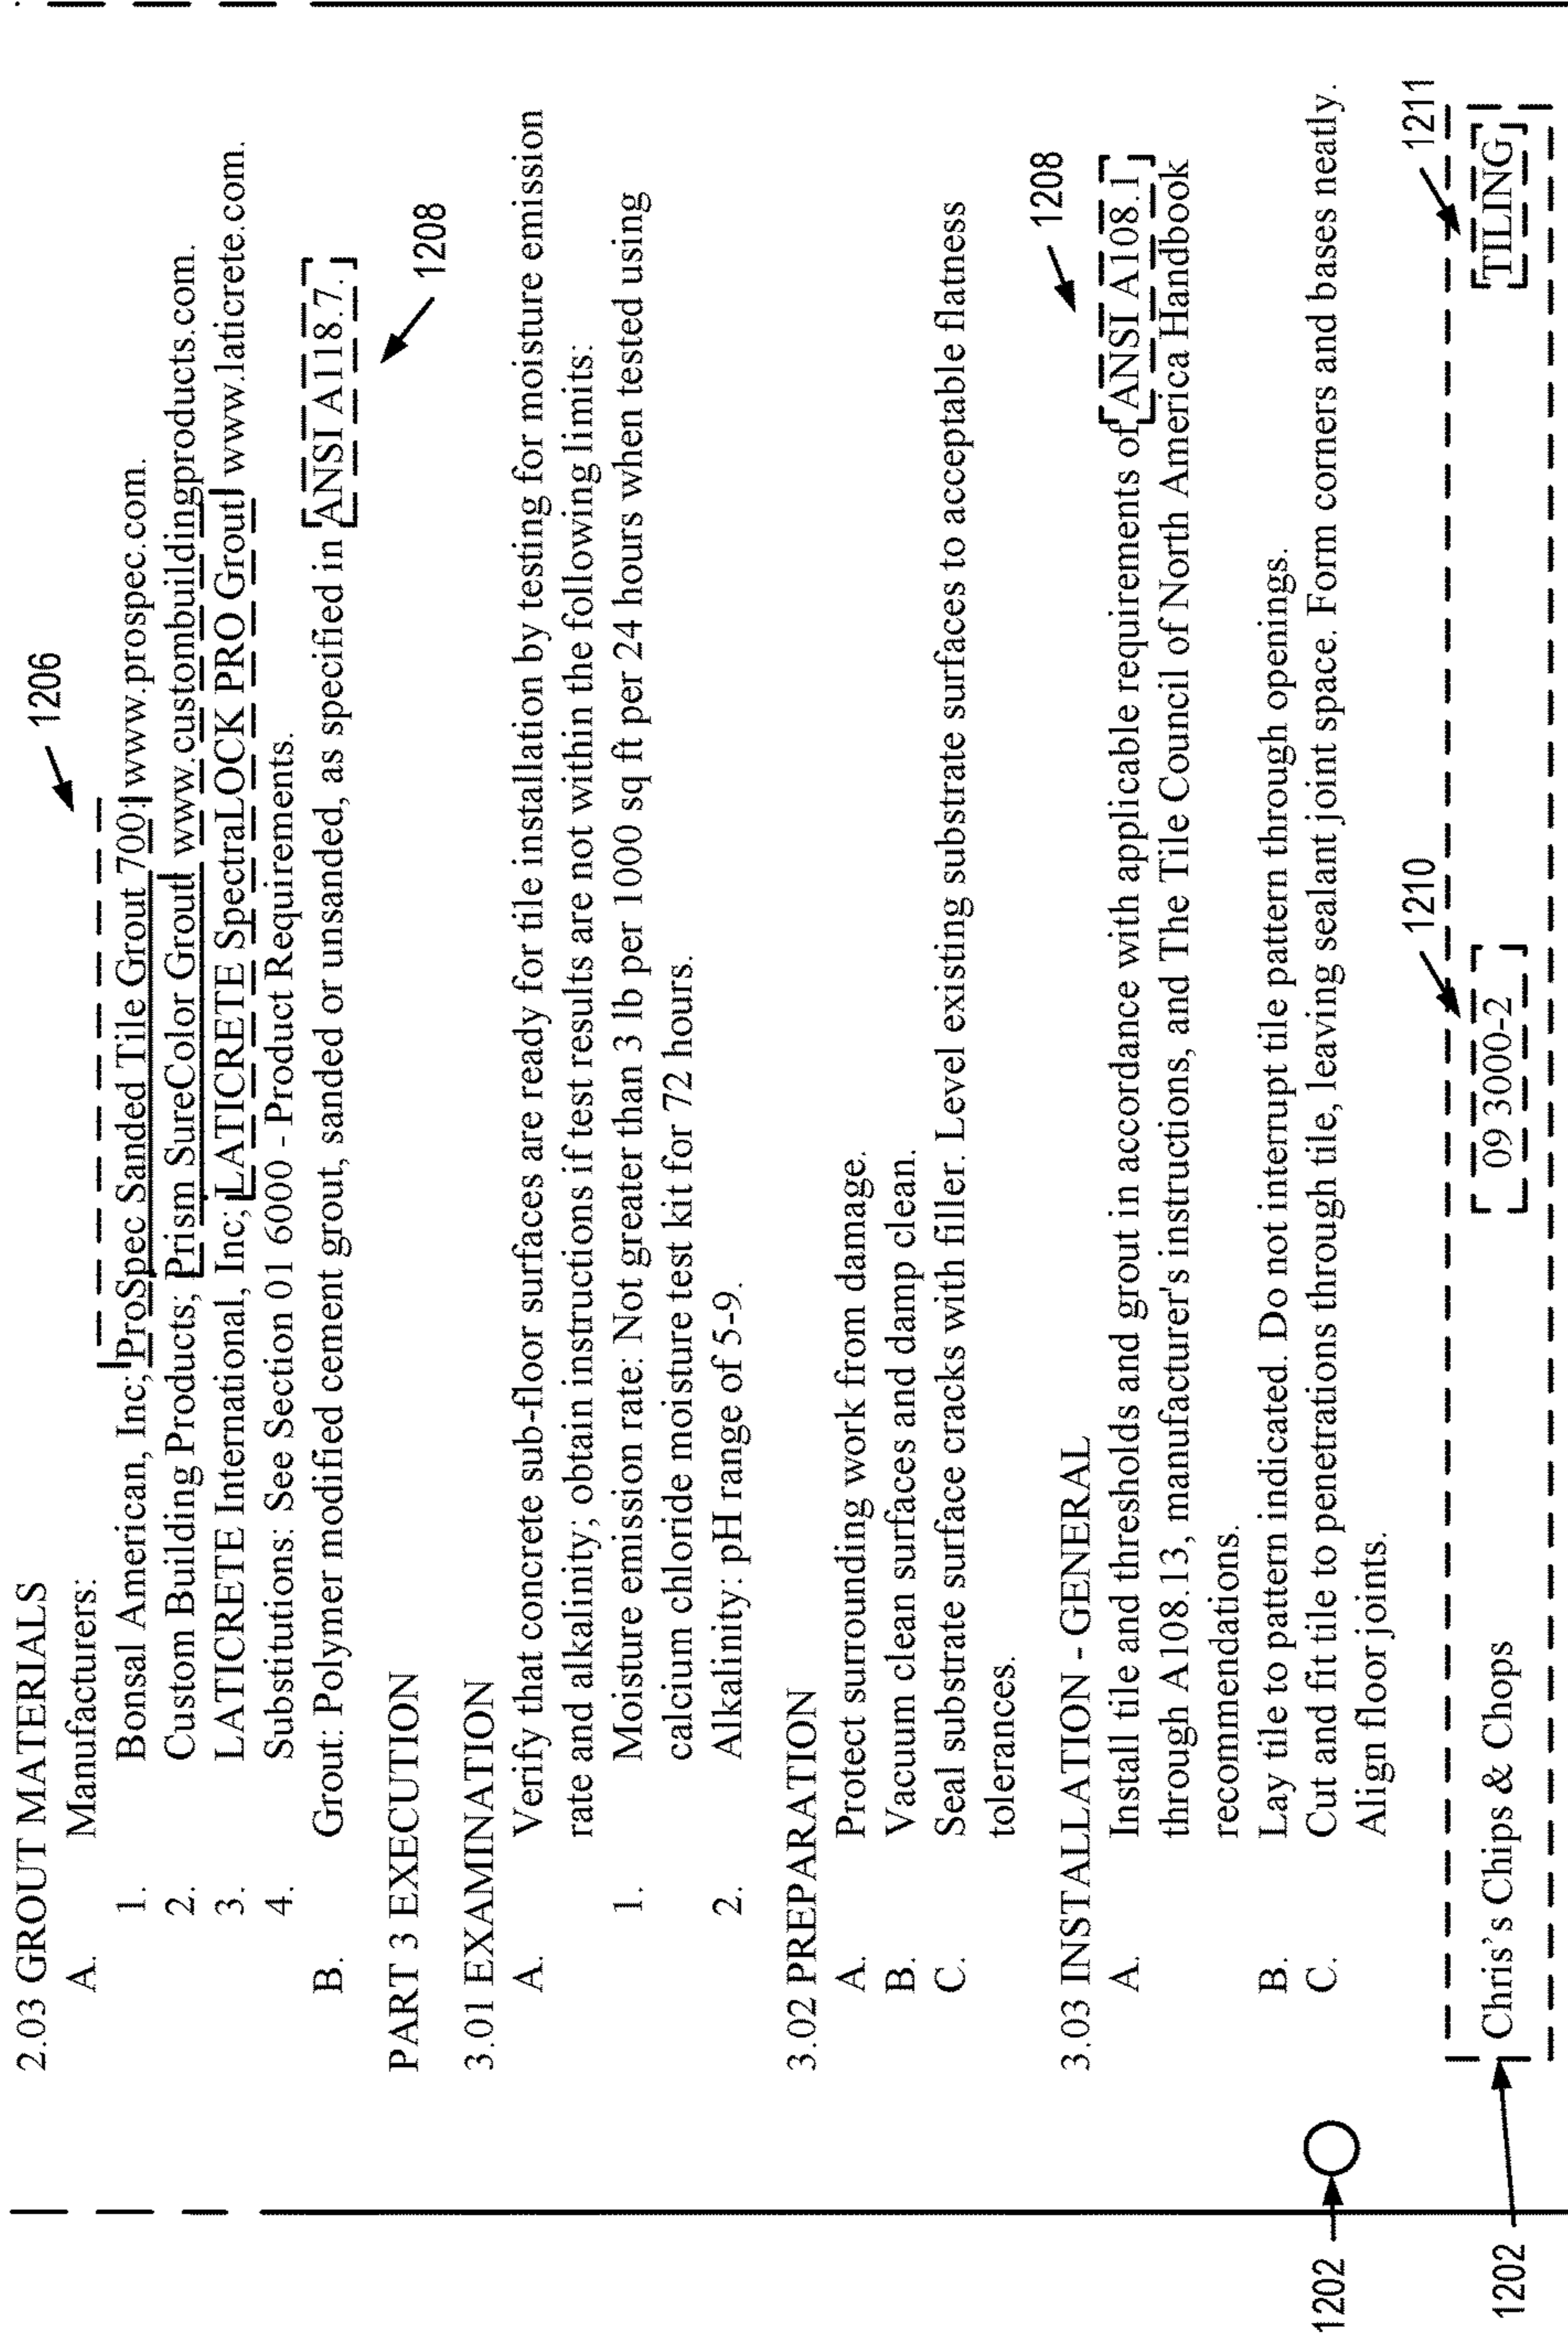 2.03 GROUT MATERIALS
1206
A. Manufacturers:
1. Bonsal American, Inc; ProSpec Sanded Tile Grout 700: www.prospec.com.
2. Custom Building Products; Prism SureColor Grout www.custombuildingproducts.com.
3. LATICRETE International, Inc; LATICRETE SpectraLOCK PRO Grout www.laticrete.com.
4. Substitutions: See Section 01 6000 - Product Requirements.
B. Grout: Polymer modified cement grout, sanded or unsanded, as specified in ANSI A118.7.
1208
PART 3 EXECUTION
3.01 EXAMINATION
A. Verify that concrete sub-floor surfaces are ready for tile installation by testing for moisture emission
rate and alkalinity; obtain instructions if test results are not within the following limits:
1. Moisture emission rate: Not greater than 3 lb per 1000 sq ft per 24 hours when tested using
calcium chloride moisture test kit for 72 hours.
2. Alkalinity: pH range of 5-9.
3.02 PREPARATION
A. Protect surrounding work from damage.
B. Vacuum clean surfaces and damp clean.
C. Seal substrate surface cracks with filler. Level existing substrate surfaces to acceptable flatness
tolerances.
3.03 INSTALLATION - GENERAL
1208
A. Install tile and thresholds and grout in accordance with applicable requirements of ANSI A108.1
through A108.13, manufacturer's instructions, and The Tile Council of North America Handbook
recommendations.
B. Lay tile to pattern indicated. Do not interrupt tile pattern through openings.
1202
C. Cut and fit tile to penetrations through tile, leaving sealant joint space. Form corners and bases neatly.
Align floor joints.
1210
1211
1202
Chris's Chips & Chops 09 3000-2 TILING